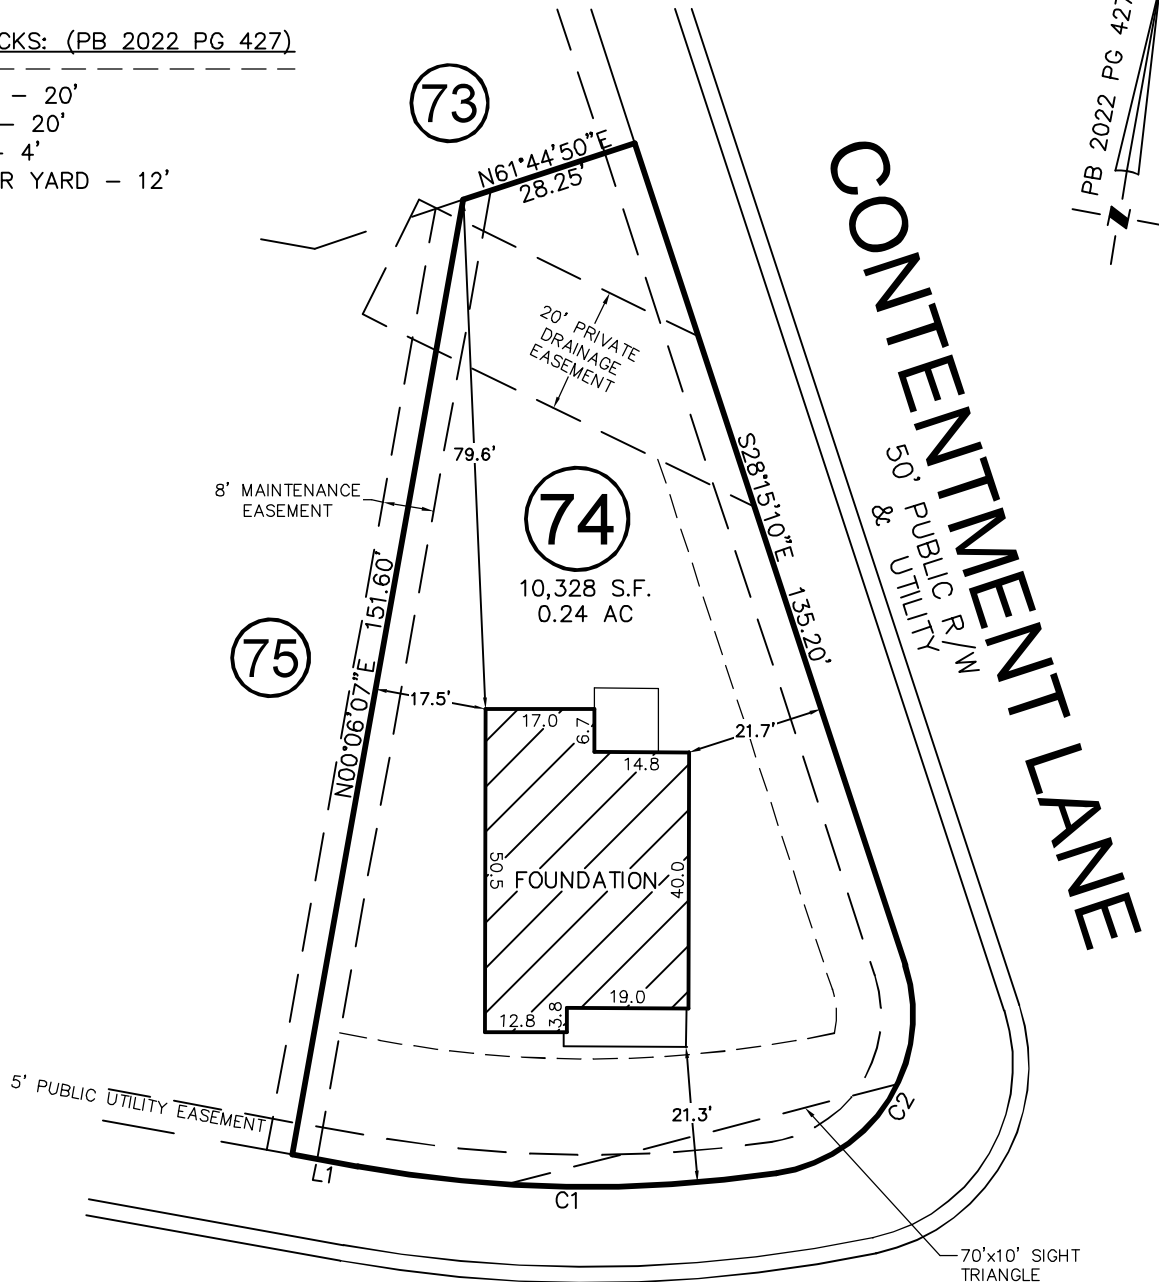 CKS: (PB 2022 PG 427)
– 20'
– 20'
– 4'
R YARD – 12'
73
PB 2022 PG 427
N61°44'50"E
28.25'
CONTENTMENT LANE
50' PUBLIC R/W
& UTILITY
20' PRIVATE
DRAINAGE
EASEMENT
79.6'
S28°15'10"E 135.20'
8' MAINTENANCE
EASEMENT
74
10,328 S.F.
0.24 AC
75
N00°06'07"E 151.60'
17.5'
17.0
6.7
21.7'
14.8
50.5
FOUNDATION
40.0
19.0
12.8
3.8
5' PUBLIC UTILITY EASEMENT
21.3'
C2
L1
C1
70'x10' SIGHT
TRIANGLE